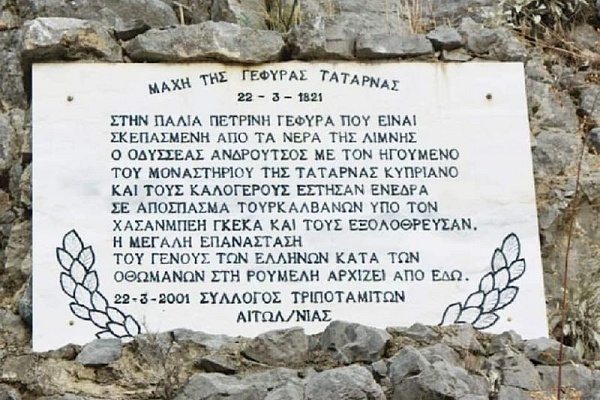 ΜΑΧΗ ΤΗΣ ΓΕΦΥΡΑΣ ΤΑΤΑΡΝΑΣ
22 - 3 - 1821
ΣΤΗΝ ΠΑΛΙΑ ΠΕΤΡΙΝΗ ΓΕΦΥΡΑ ΠΟΥ ΕΙΝΑΙ
ΣΚΕΠΑΣΜΕΝΗ ΑΠΟ ΤΑ ΝΕΡΑ ΤΗΣ ΛΙΜΝΗΣ
Ο ΟΔΥΣΣΕΑΣ ΑΝΔΡΟΥΤΣΟΣ ΜΕ ΤΟΝ ΗΓΟΥΜΕΝΟ
ΤΟΥ ΜΟΝΑΣΤΗΡΙΟΥ ΤΗΣ ΤΑΤΑΡΝΑΣ ΚΥΠΡΙΑΝΟ
ΚΑΙ ΤΟΥΣ ΚΑΛΟΓΕΡΟΥΣ ΕΣΤΗΣΑΝ ΕΝΕΔΡΑ
ΣΕ ΑΠΟΣΠΑΣΜΑ ΤΟΥΡΚΑΛΒΑΝΩΝ ΥΠΟ ΤΟΝ
ΧΑΣΑΝΜΠΕΗ ΓΚΕΚΑ ΚΑΙ ΤΟΥΣ ΕΞΟΛΟΘΡΕΥΣΑΝ.
Η ΜΕΓΑΛΗ ΕΠΑΝΑΣΤΑΣΗ
ΤΟΥ ΓΕΝΟΥΣ ΤΩΝ ΕΛΛΗΝΩΝ ΚΑΤΑ ΤΩΝ
ΟΘΩΜΑΝΩΝ ΣΤΗ ΡΟΥΜΕΛΗ ΑΡΧΙΖΕΙ ΑΠΟ ΕΔΩ.
22-3-2001 ΣΥΛΛΟΓΟΣ ΤΡΙΠΟΤΑΜΙΤΩΝ
ΑΙΤΩΛ/ΝΙΑΣ